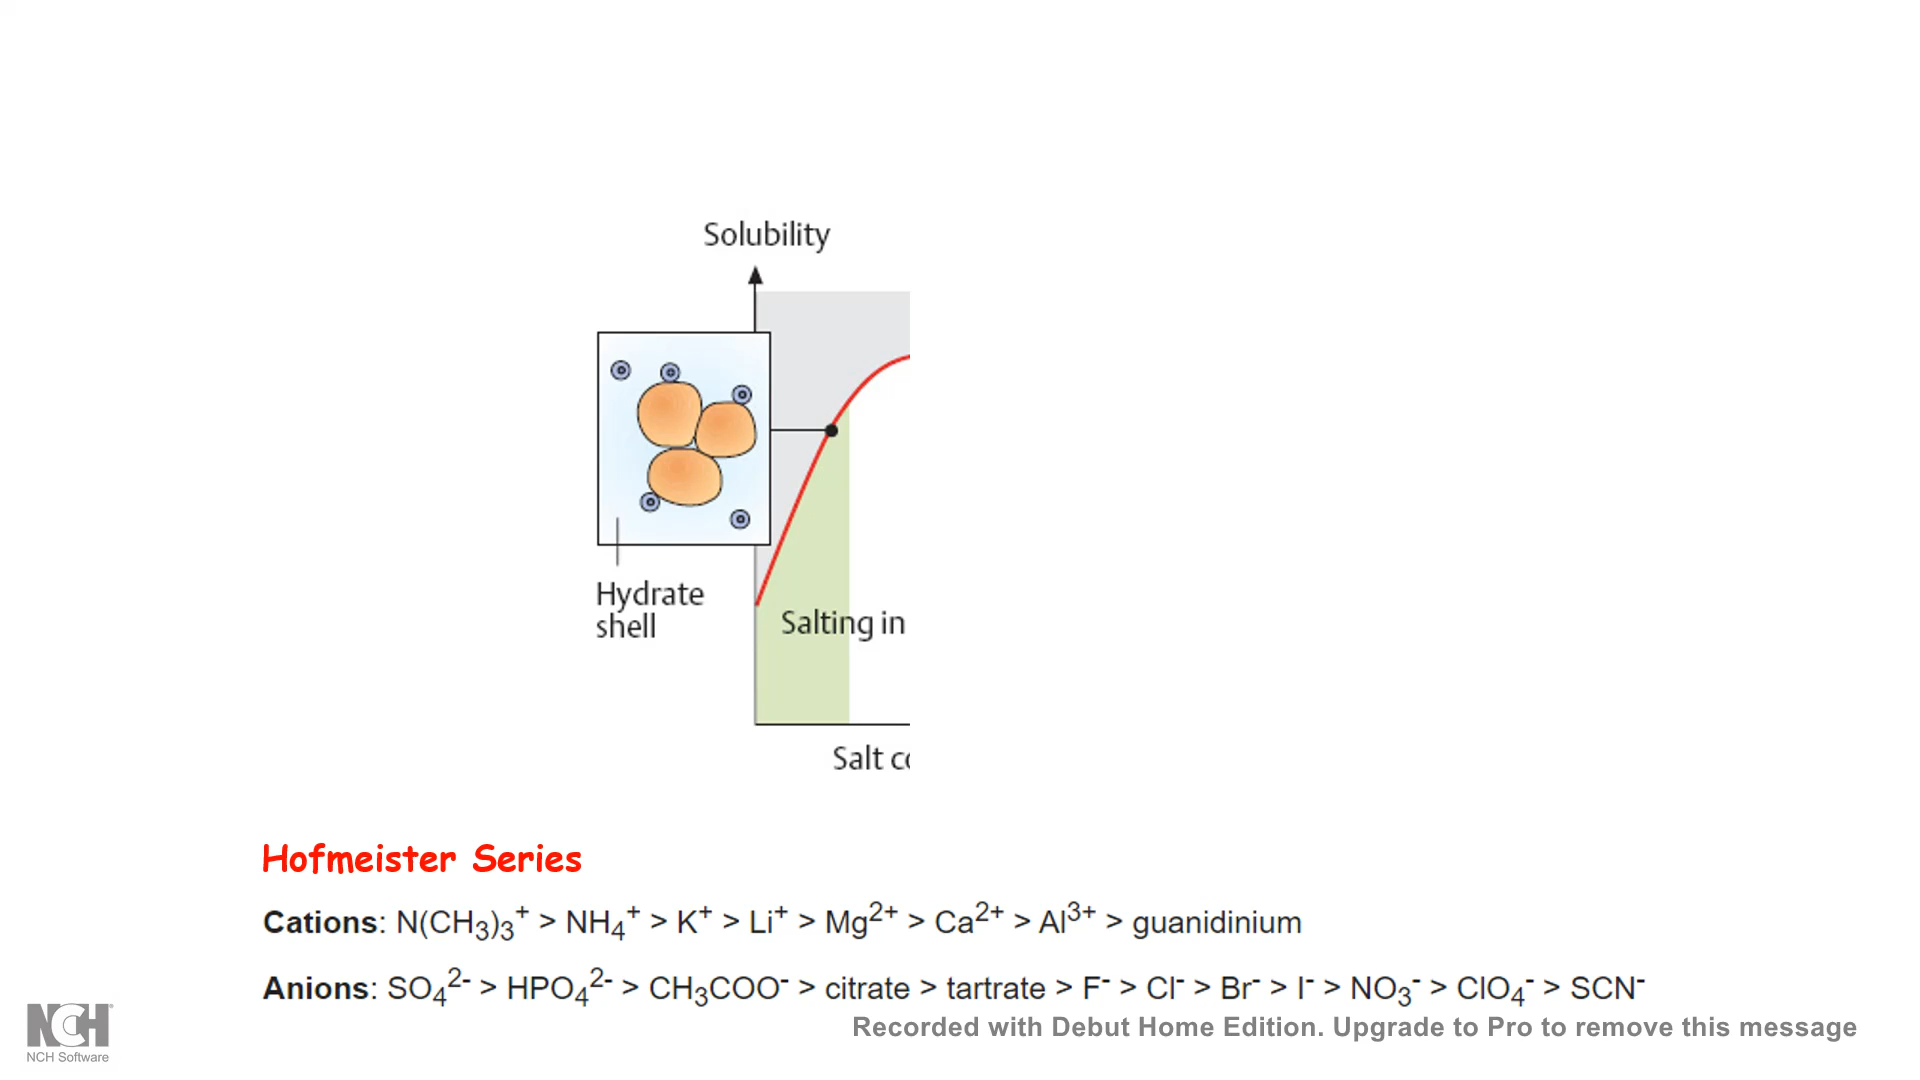 Solubility
Hydrate
shell
Salting in
Salt
Hofmeister Series
Cations: N(CH₃)₃⁺ > NH₄⁺ > K⁺ > Li⁺ > Mg²⁺ > Ca²⁺ > Al³⁺ > guanidinium
Anions: SO₄²⁻ > HPO₄²⁻ > CH₃COO⁻ > citrate > tartrate > F⁻ > Cl⁻ > Br⁻ > I⁻ > NO₃⁻ > ClO₄⁻ > SCN⁻
Recorded with Debut Home Edition. Upgrade to Pro to remove this message
NCH
NCH Software